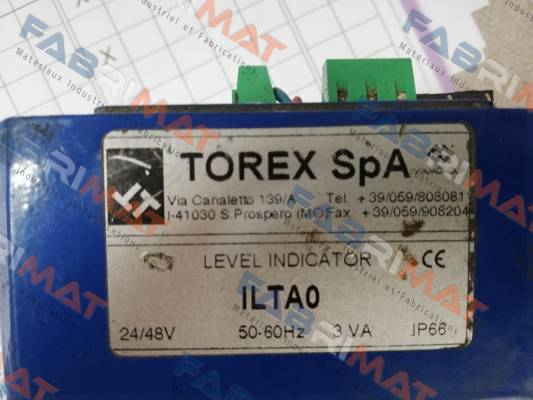 TOREX SpA
Via Canaletto 139/A Tel. +39/059/808081
I-41030 S.Prospero (MO)Fax. +39/059/908204
LEVEL INDICATOR CE
ILTA0
24/48V 50-60Hz 3 VA IP66
FABRIMAT
Materiaux Industriel et Fabrications